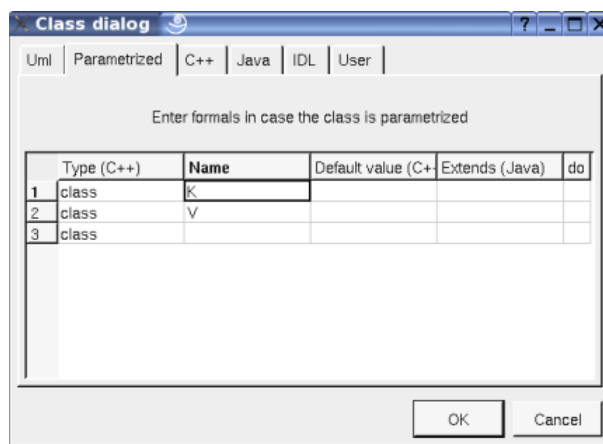 Class dialog ?
Uml Parametrized C++ Java IDL User
Enter formals in case the class is parametrized
Type (C++) Name Default value (C+ Extends (Java) do
1 class K
2 class V
3 class
OK Cancel